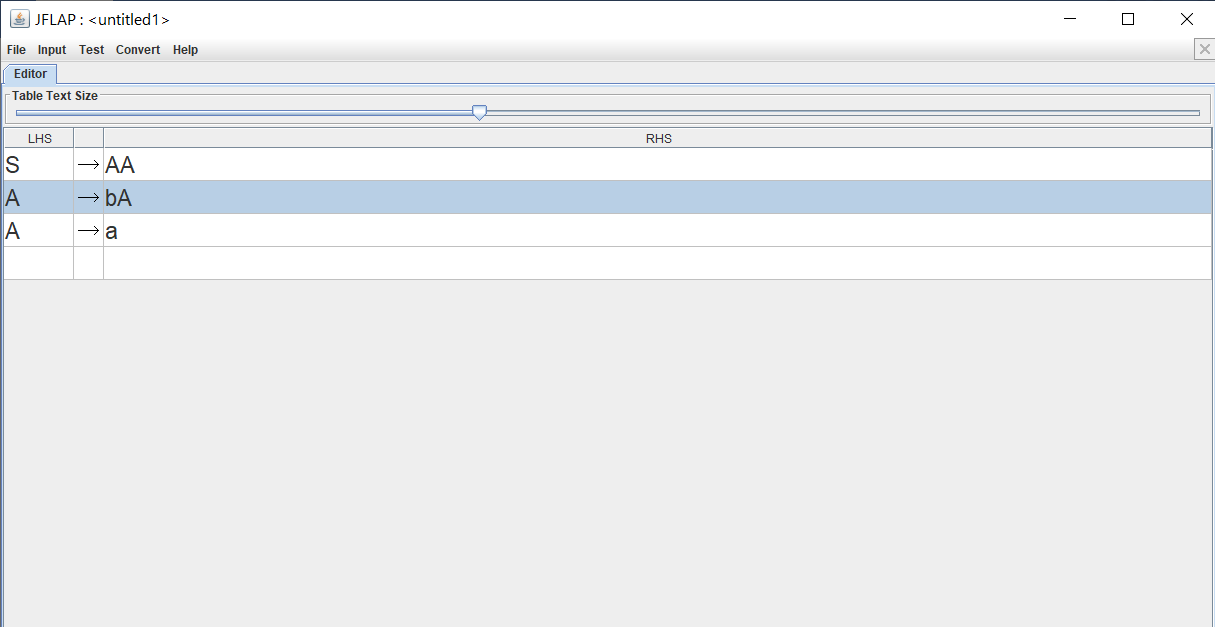 JFLAP : <untitled1>
File Input Test Convert Help
Editor
Table Text Size
LHS RHS
S → AA
A → bA
A → a